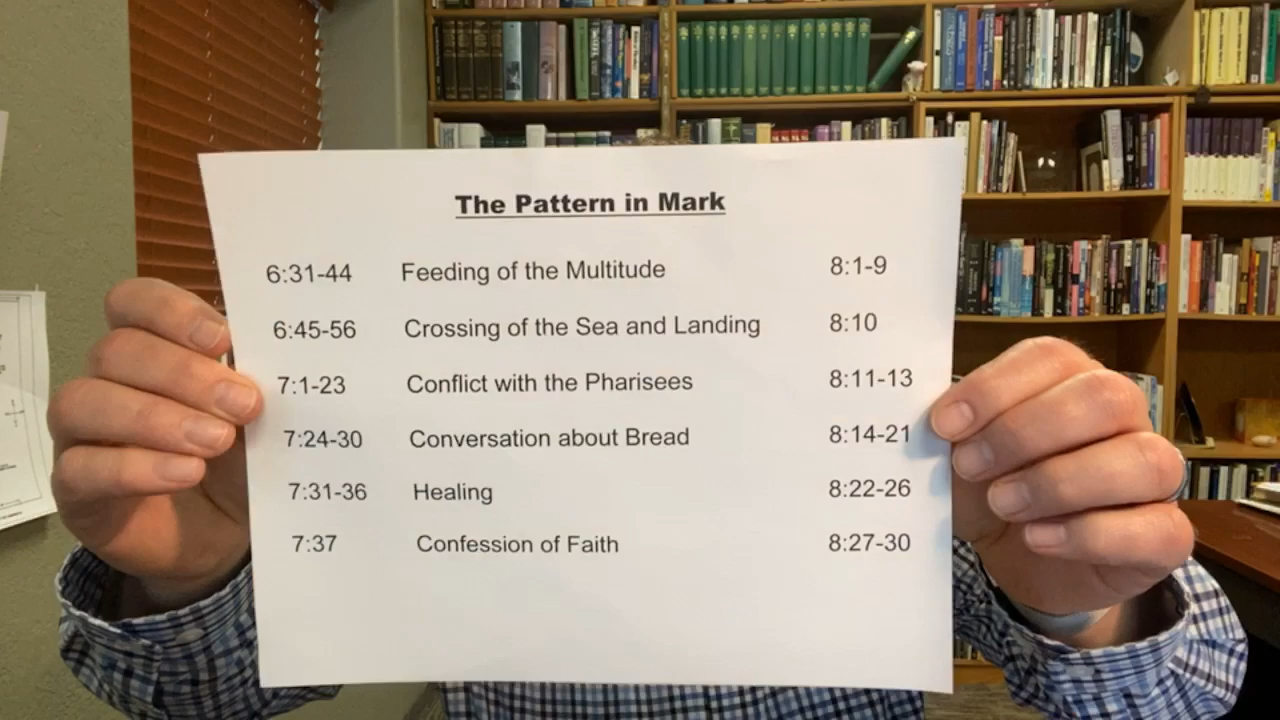 The Pattern in Mark
6:31-44 Feeding of the Multitude 8:1-9
6:45-56 Crossing of the Sea and Landing 8:10
7:1-23 Conflict with the Pharisees 8:11-13
7:24-30 Conversation about Bread 8:14-21
7:31-36 Healing 8:22-26
7:37 Confession of Faith 8:27-30